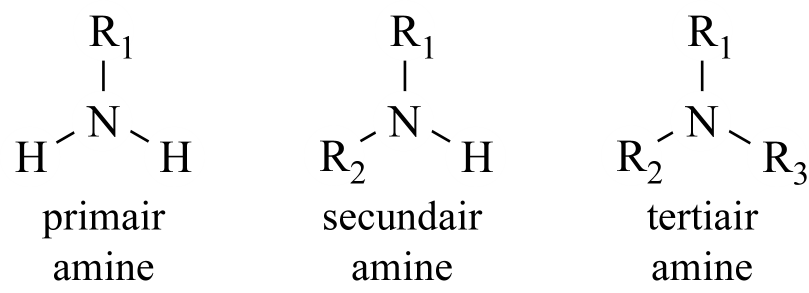 R₁ R₁ R₁
N N N
H H R₂ H R₂ R₃
primair secundair tertiair
amine amine amine